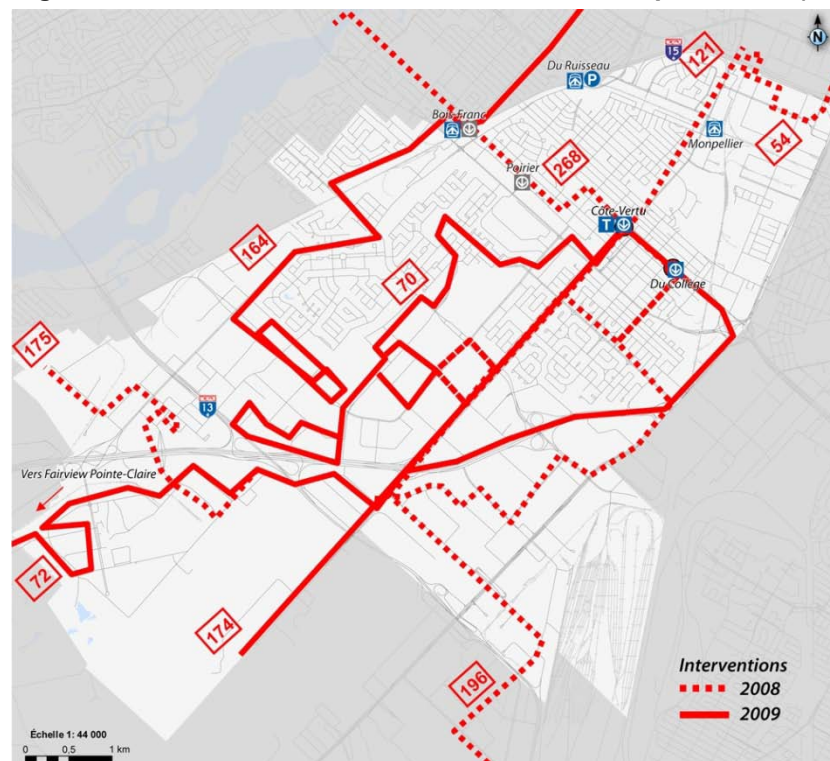 N
Du Ruisseau
P
15
121
Bois-Franc
Monpellier
54
Poirier
268
Côte-Vertu
T
164
Du Collège
70
175
13
Vers Fairview Pointe-Claire
72
174
196
Interventions
2008
2009
Échelle 1: 44 000
0 0,5 1 km